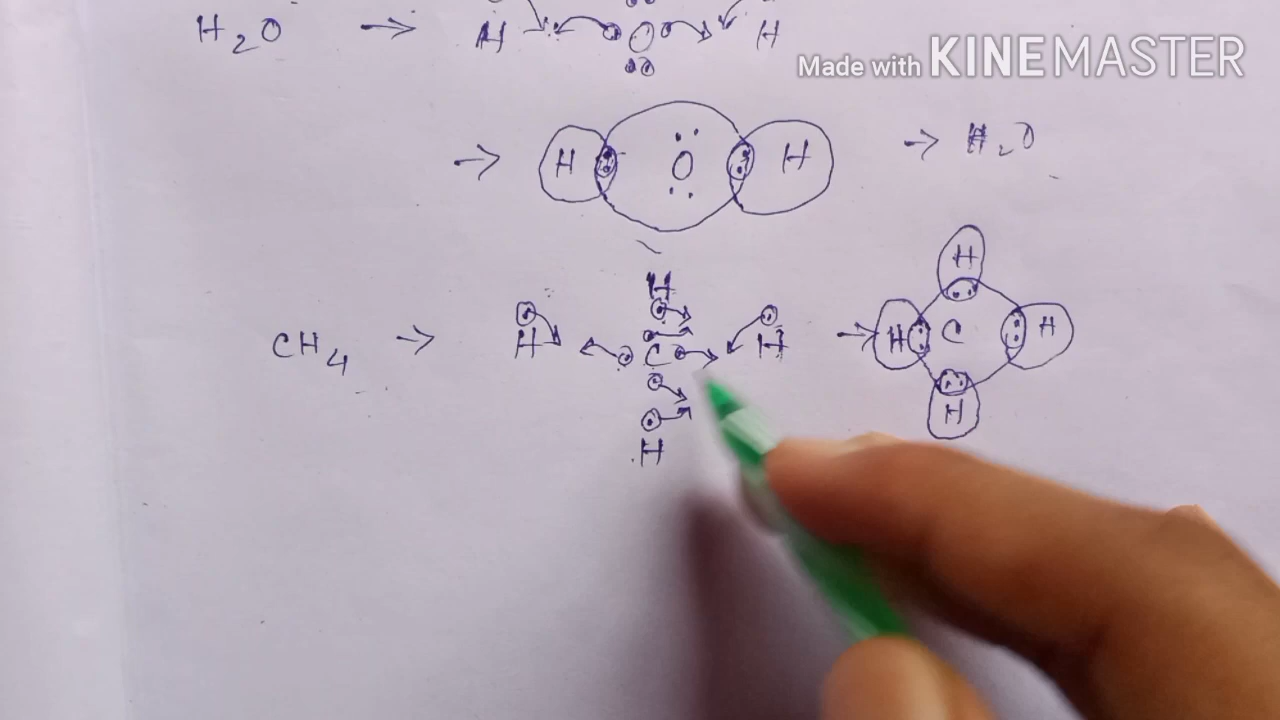 H2O → H O H
Made with KINEMASTER
→ H O H → H2O
H
CH4 → H C H → H C H
H
H
H